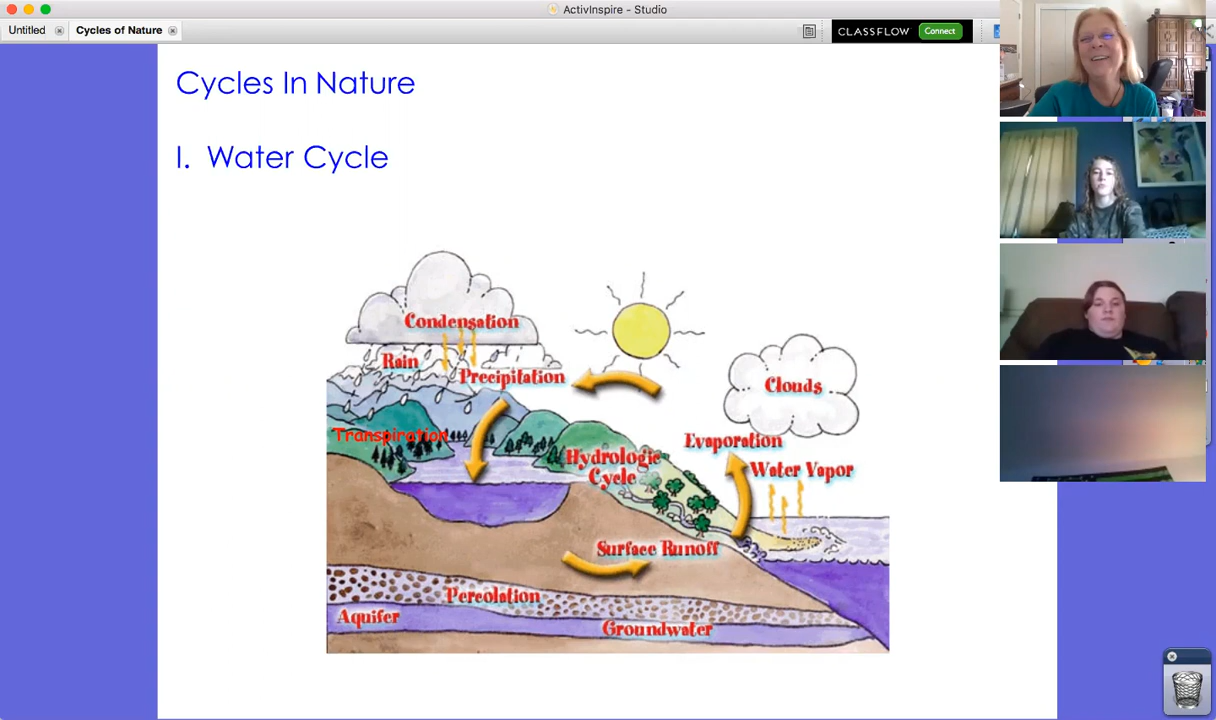 ActivInspire - Studio
Untitled
Cycles of Nature
CLASSFLOW
Connect
Cycles In Nature
I. Water Cycle
Condensation
Rain
Precipitation
Clouds
Transpiration
Evaporation
Hydrologic
Cycle
Water Vapor
Surface Runoff
Percolation
Aquifer
Groundwater